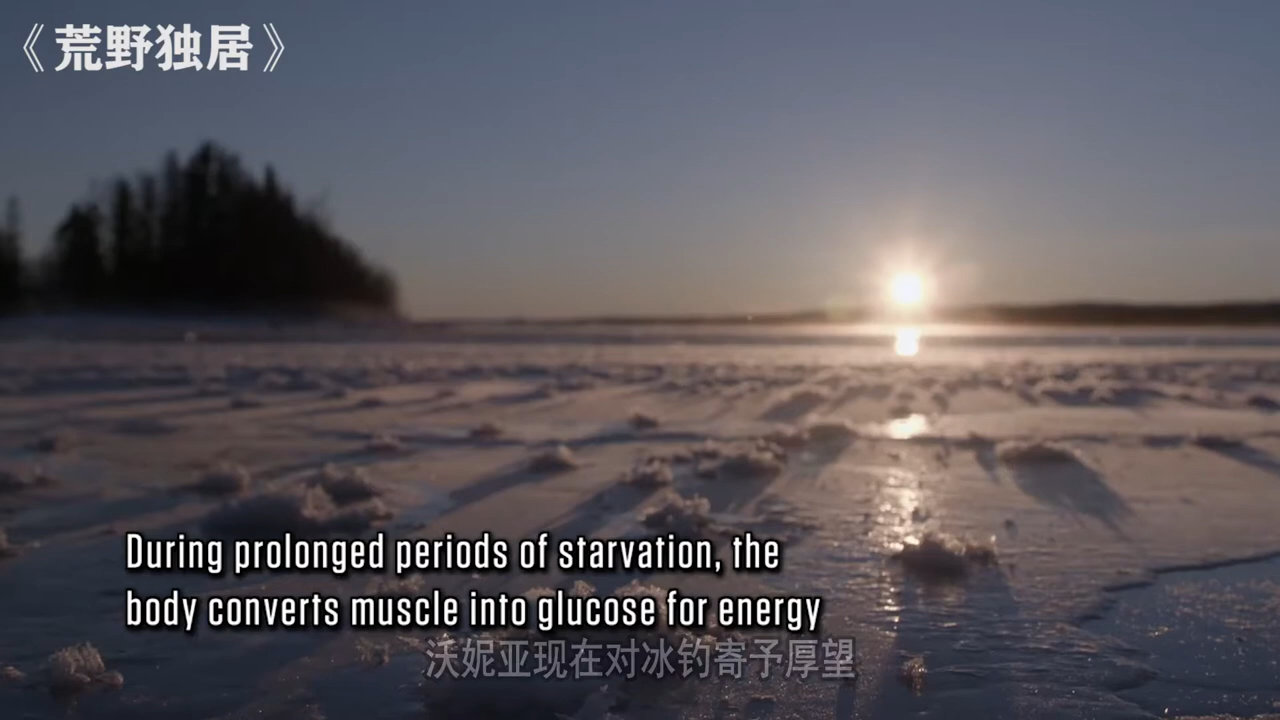 《荒野独居》
During prolonged periods of starvation, the
body converts muscle into glucose for energy
沃妮亚现在对冰钓寄予厚望